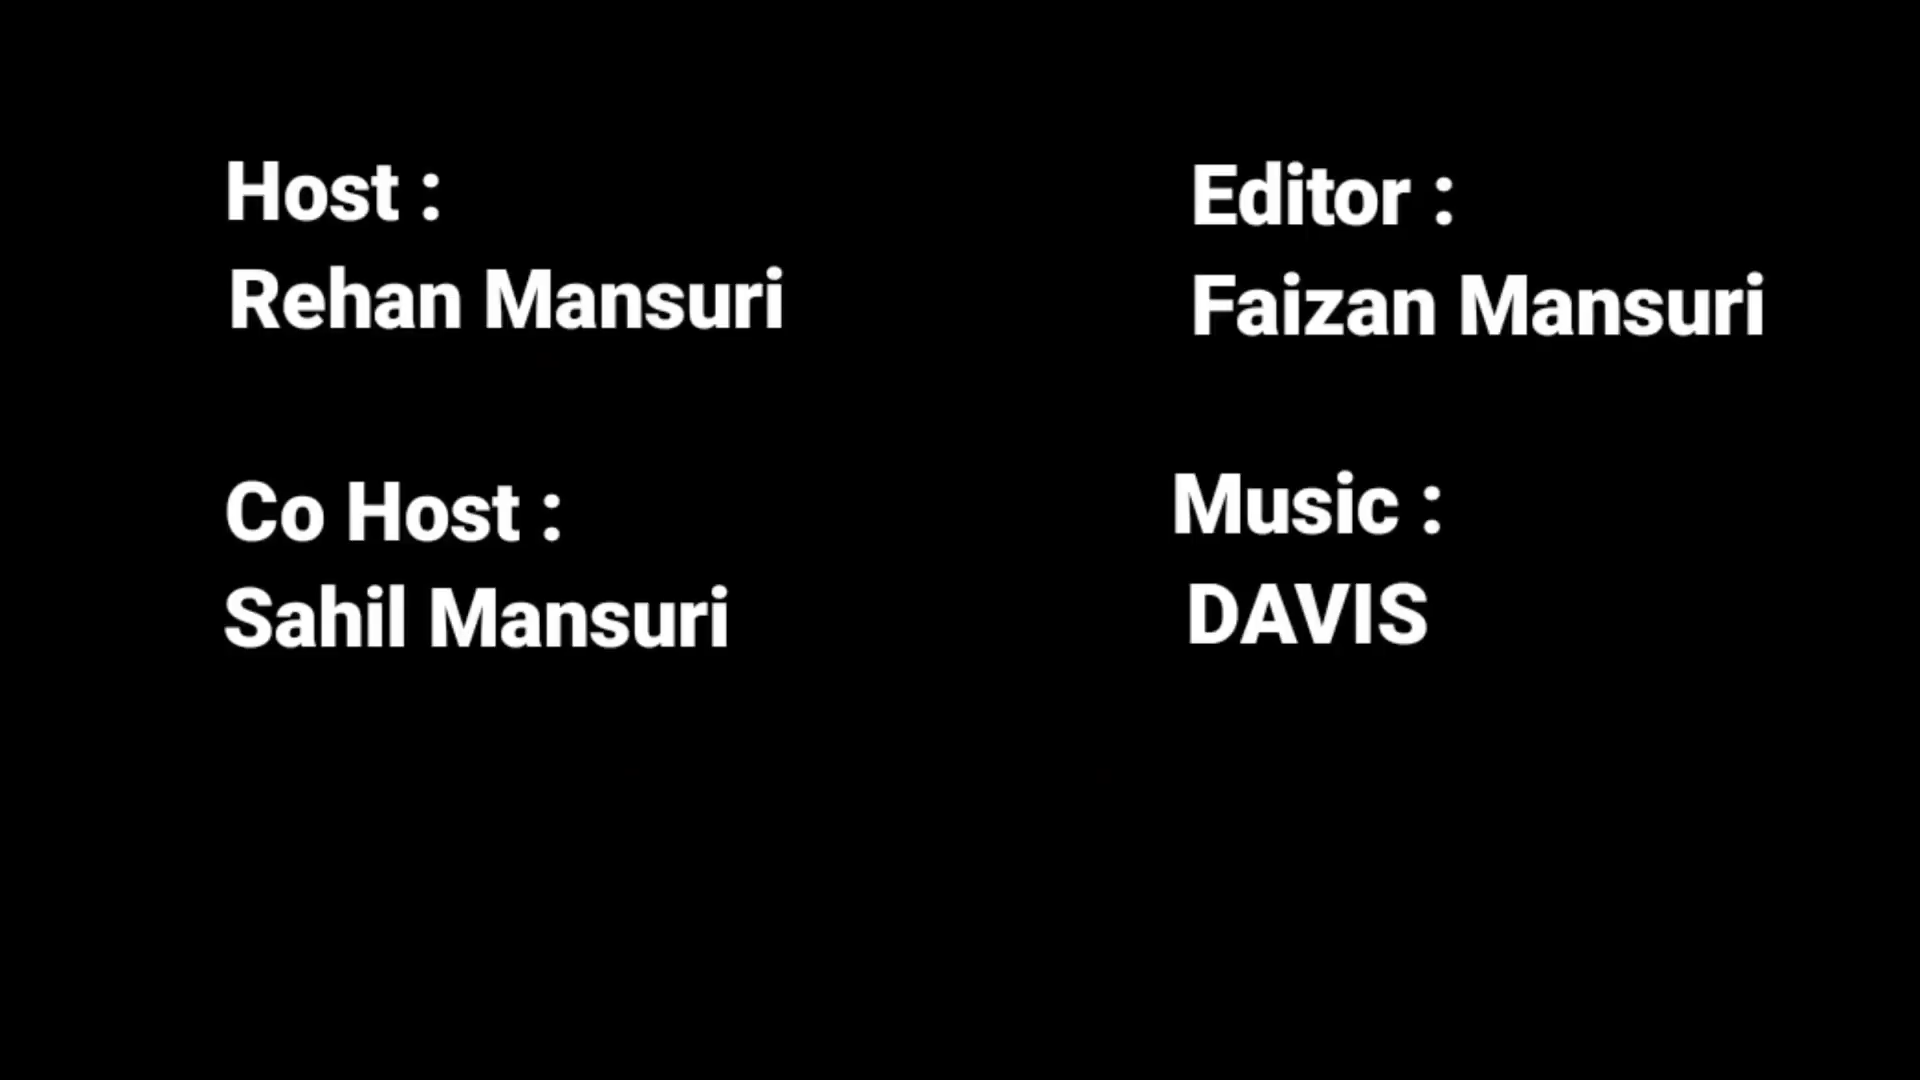 Host :
Rehan Mansuri
Co Host :
Sahil Mansuri
Editor :
Faizan Mansuri
Music :
DAVIS